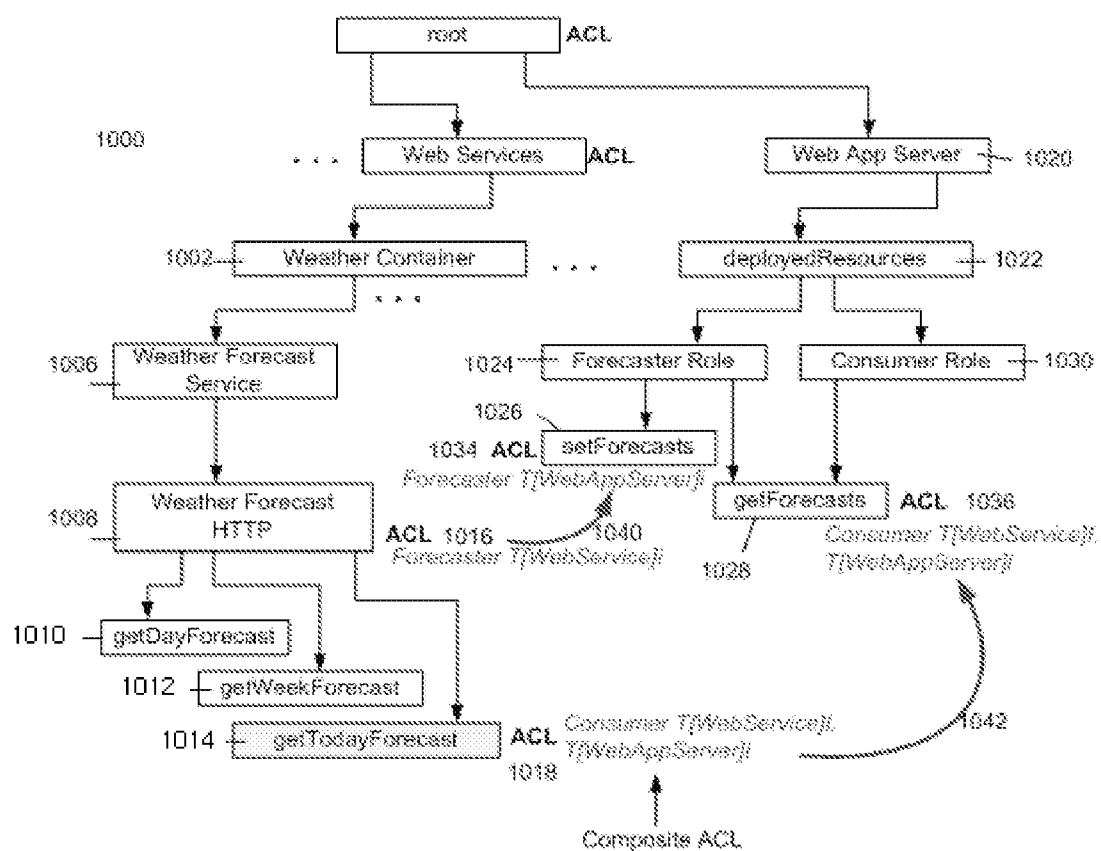 root ACL
1000
. . . Web Services ACL
Web App Server 1020
1002 Weather Container . . .
deployedResources 1022
. . .
1006 Weather Forecast
Service
1024 Forecaster Role
Consumer Role 1030
1026
1034 ACL setForecasts
Forecaster T[WebAppServer]i
1008 Weather Forecast
HTTP
getForecasts ACL 1036
ACL 1016
1040
Forecaster T[WebService]i
1028
Consumer T[WebService]i,
T[WebAppServer]i
1010 getDayForecast
1012 getWeekForecast
1014 getTodayForecast
ACL Consumer T[WebService]i,
T[WebAppServer]i
1018
1042
Composite ACL